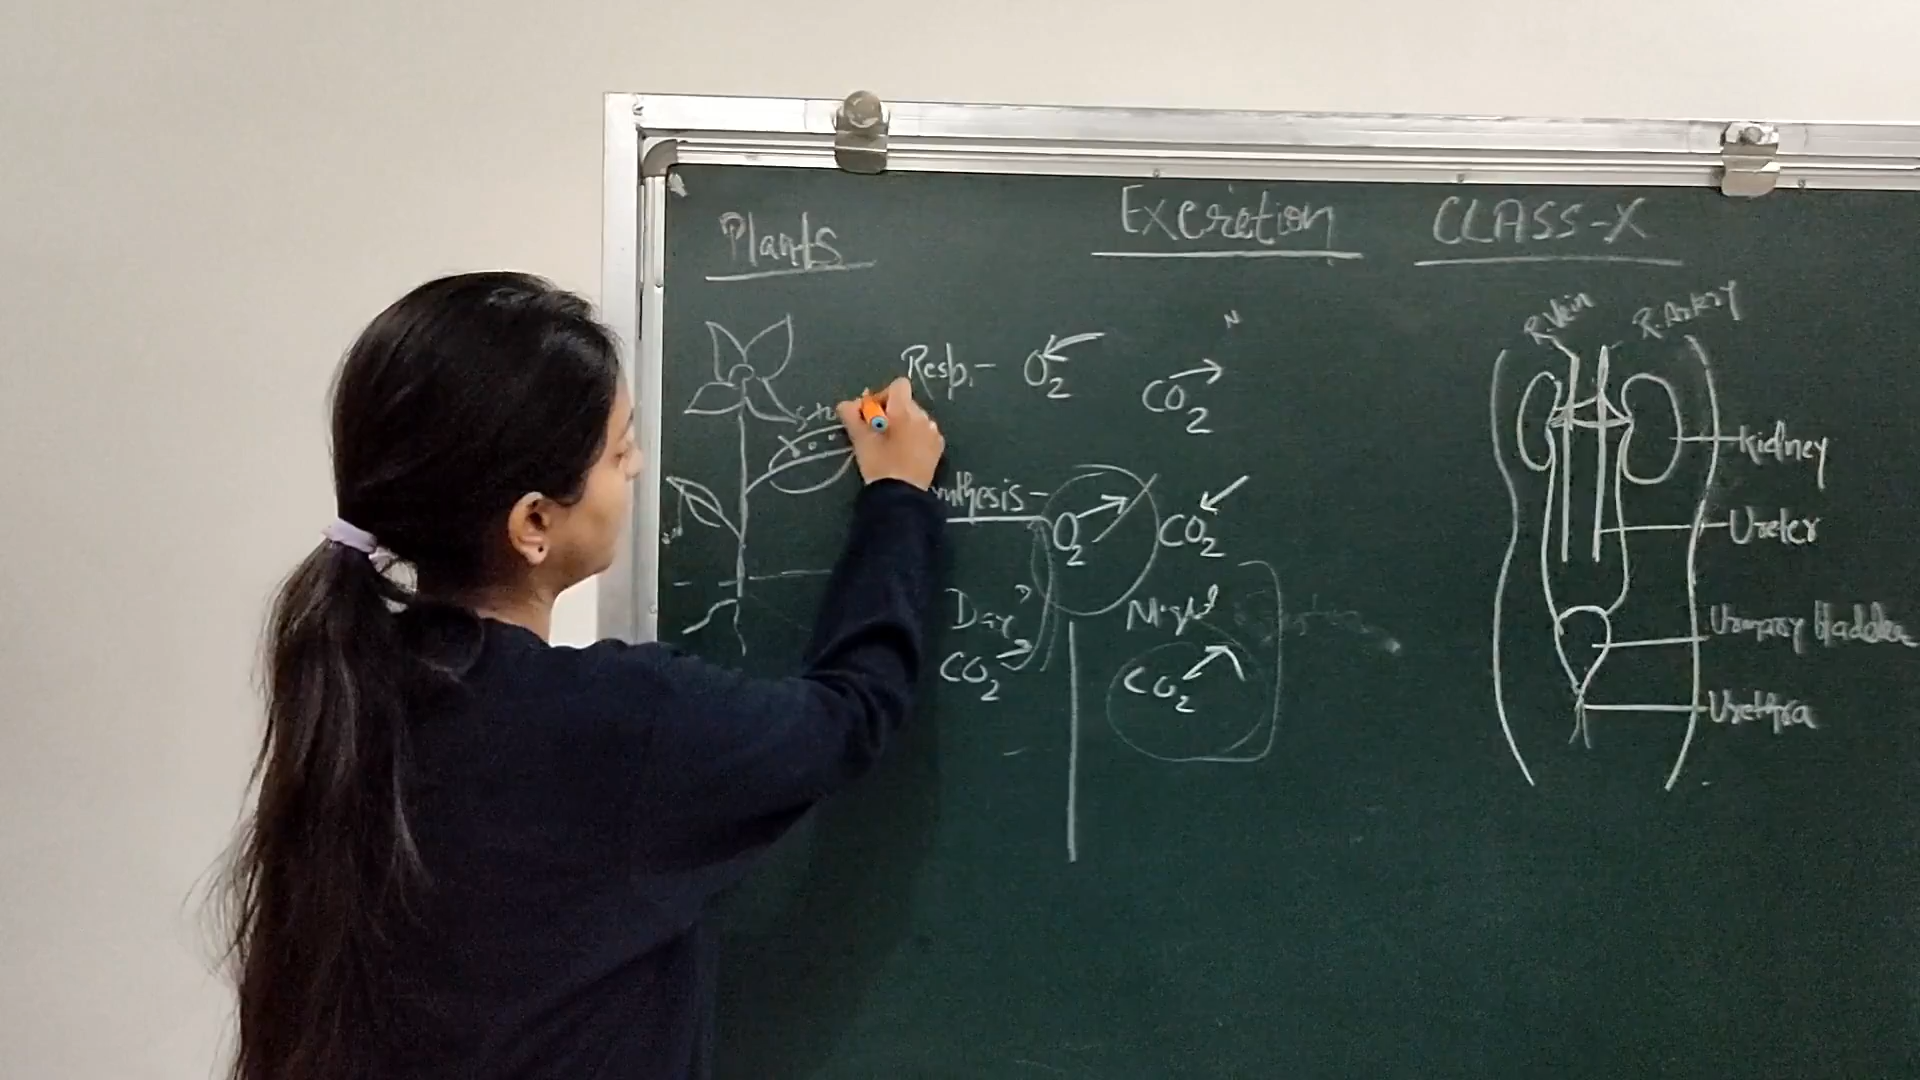 Plants
Excretion CLASS-X
Resp.- O2 CO2
nthesis- O2 CO2
Day Night
CO2 CO2
R.Vein R.Artery
Kidney
Ureter
Urinary bladder
Urethra